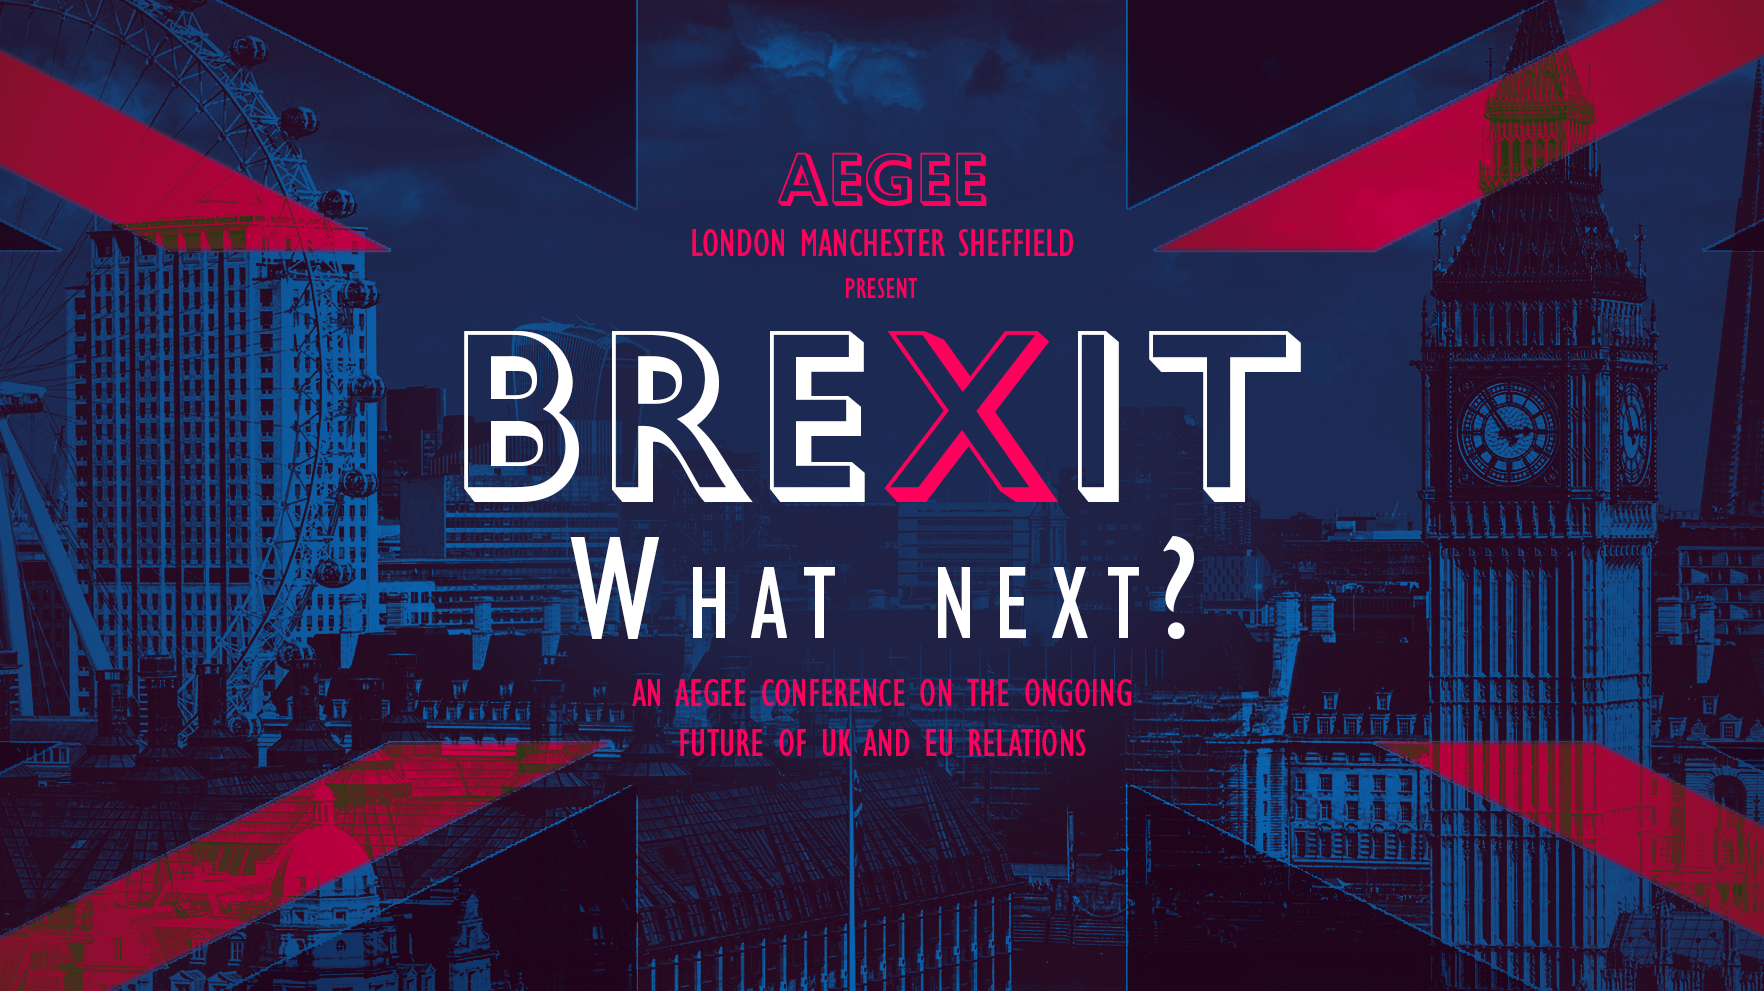 AEGEE
LONDON MANCHESTER SHEFFIELD
PRESENT
BREXIT
WHAT NEXT?
AN AEGEE CONFERENCE ON THE ONGOING
FUTURE OF UK AND EU RELATIONS